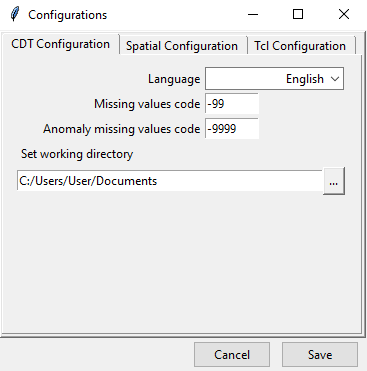 Configurations
CDT Configuration Spatial Configuration Tcl Configuration
Language English
Missing values code -99
Anomaly missing values code -9999
Set working directory
C:/Users/User/Documents ...
Cancel Save